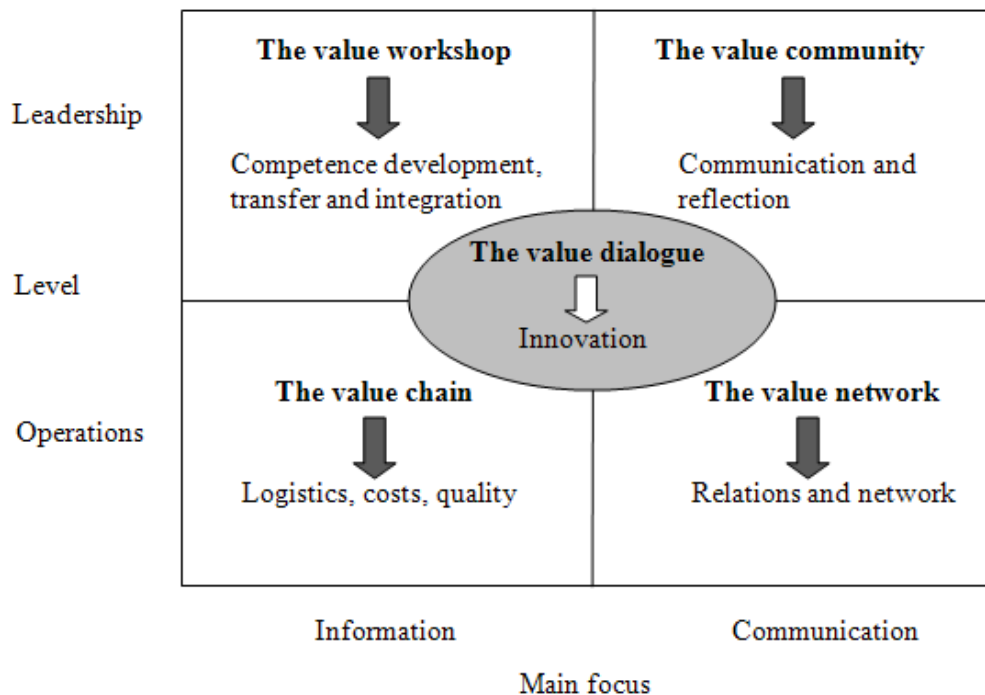 The value workshop
The value community
Leadership
Competence development,
transfer and integration
Communication and
reflection
The value dialogue
Level
Innovation
The value chain
The value network
Operations
Logistics, costs, quality
Relations and network
Information
Communication
Main focus